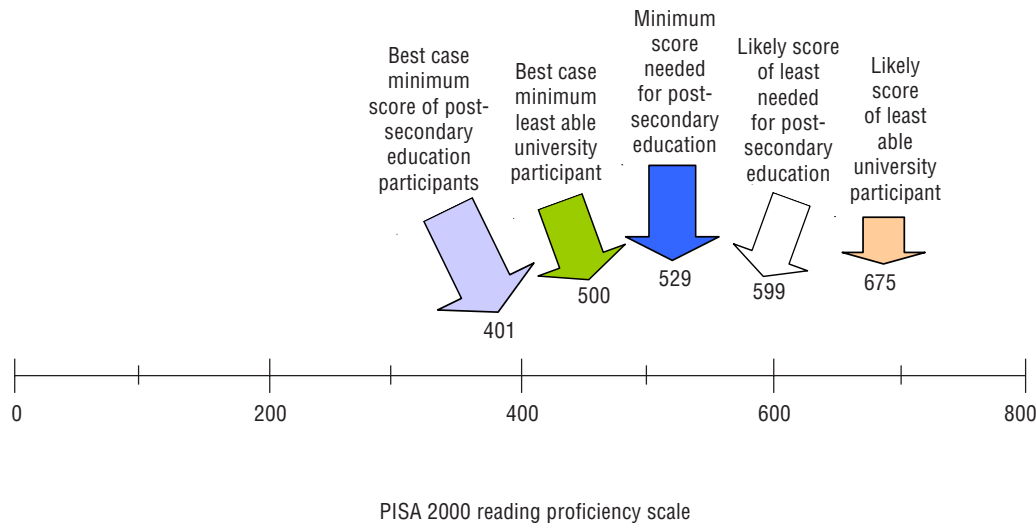 Best case
minimum
score of post-
secondary
education
participants
401
Best case
minimum
least able
university
participant
500
Minimum
score
needed
for post-
secondary
education
529
Likely score
of least
needed
for post-
secondary
education
599
Likely
score
of least
able
university
participant
675
0
200
400
600
800
PISA 2000 reading proficiency scale